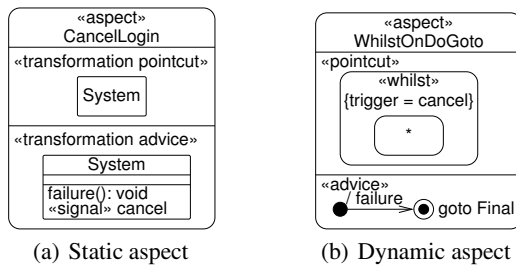 «aspect»
CancelLogin
«transformation pointcut»
System
«transformation advice»
System
failure(): void
«signal» cancel
(a) Static aspect
«aspect»
WhilstOnDoGoto
«pointcut»
«whilst»
{trigger = cancel}
*
«advice»
/ failure
goto Final
(b) Dynamic aspect